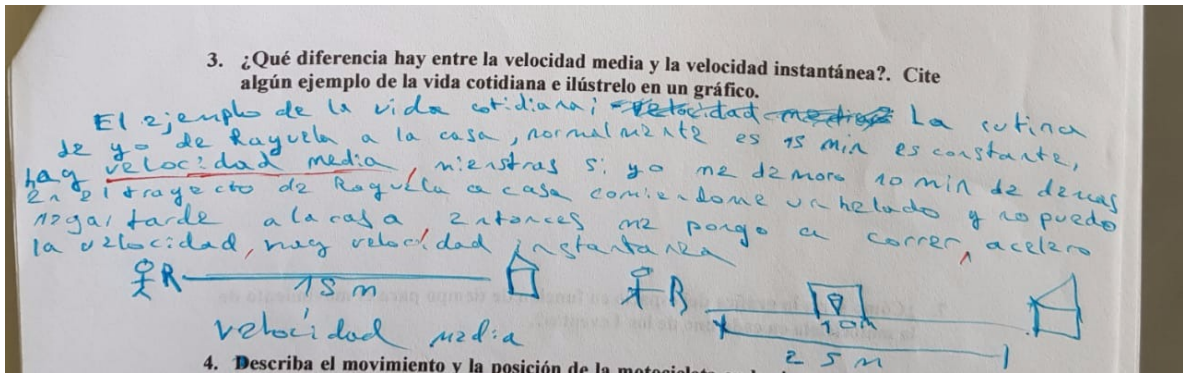 3. ¿Qué diferencia hay entre la velocidad media y la velocidad instantánea?. Cite
algún ejemplo de la vida cotidiana e ilústrelo en un gráfico.
El ejemplo de la vida cotidiana; velocidad media La rutina
de yo de Rayuela a la casa, normalmente es 15 min es constante,
hay velocidad media, mienstras si yo me demoro 10 min de demas
en el trayecto de Rayuela a casa comiendome un helado y no puedo
llegar tarde a la casa entonces me pongo a correr, acelero
la velocidad, hay velocidad instantanea
R 15 m R 10m
velocidad media 25 m
4. Describa el movimiento y la posición de la